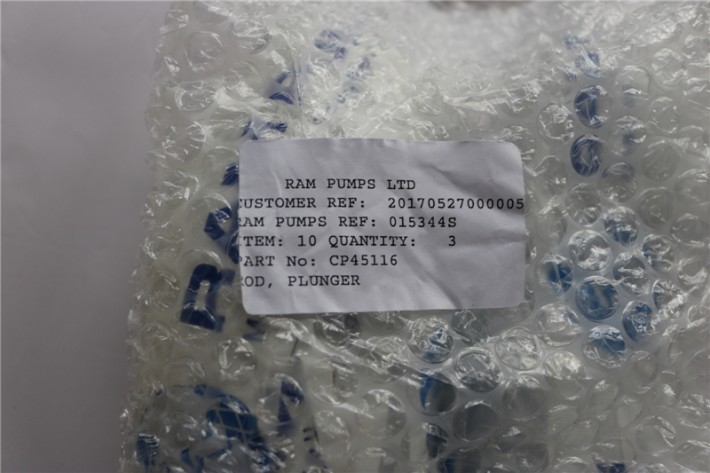 RAM PUMPS LTD
CUSTOMER REF: 20170527000005
RAM PUMPS REF: 015344S
ITEM: 10 QUANTITY: 3
PART No: CP45116
ROD, PLUNGER